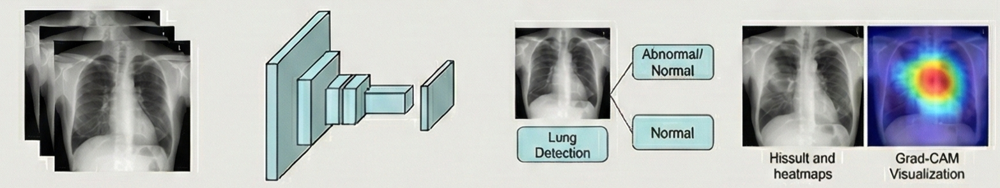 Lung
Detection
Abnormal/
Normal
Normal
Hissult and
heatmaps
Grad-CAM
Visualization